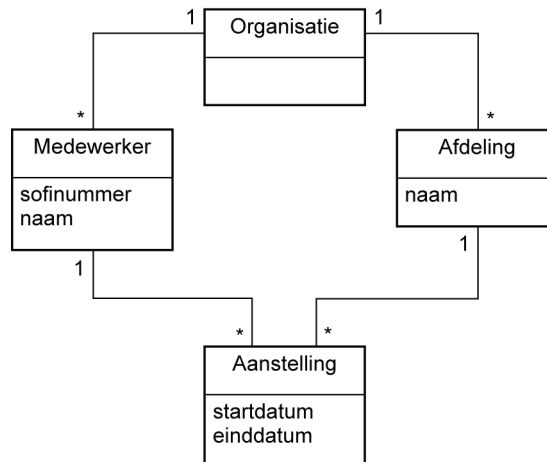 1 Organisatie 1
* *
Medewerker
sofinummer
naam
Afdeling
naam
1 1
* *
Aanstelling
startdatum
einddatum